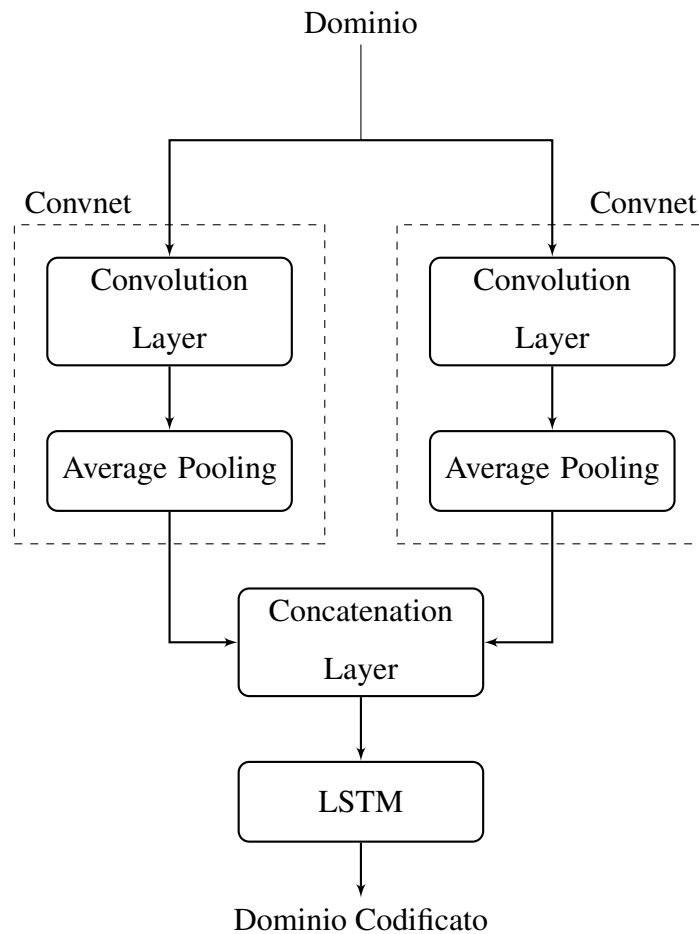 Dominio
Convnet
Convnet
Convolution
Layer
Convolution
Layer
Average Pooling
Average Pooling
Concatenation
Layer
LSTM
Dominio Codificato